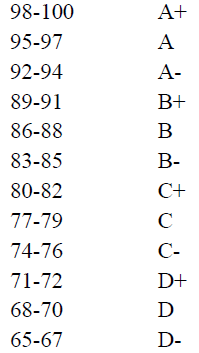 98-100 A+
95-97 A
92-94 A-
89-91 B+
86-88 B
83-85 B-
80-82 C+
77-79 C
74-76 C-
71-72 D+
68-70 D
65-67 D-